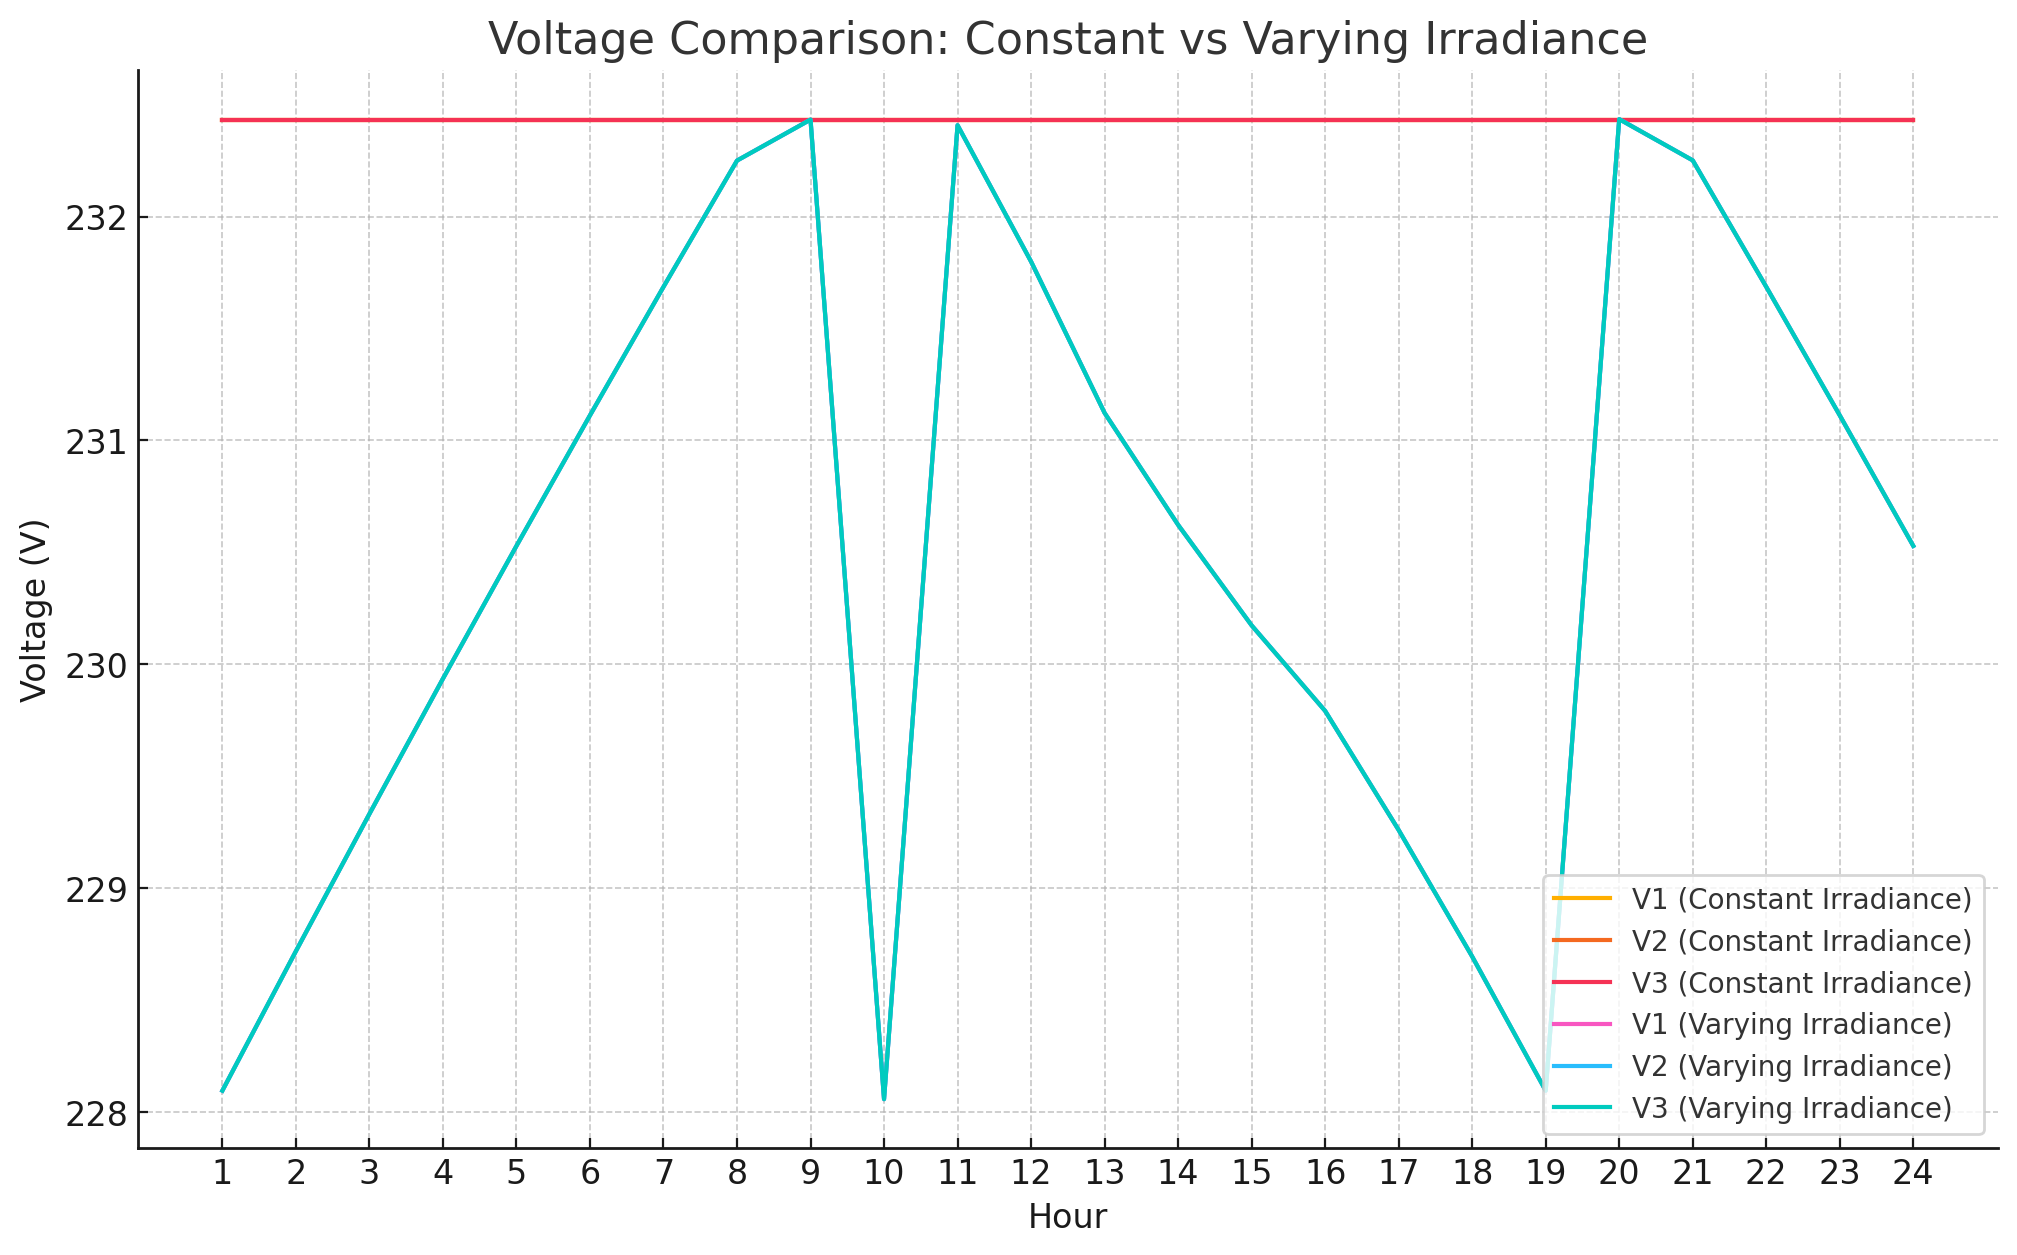 Voltage Comparison: Constant vs Varying Irradiance
Voltage (V)
232
231
230
229
228
V1 (Constant Irradiance)
V2 (Constant Irradiance)
V3 (Constant Irradiance)
V1 (Varying Irradiance)
V2 (Varying Irradiance)
V3 (Varying Irradiance)
1 2 3 4 5 6 7 8 9 10 11 12 13 14 15 16 17 18 19 20 21 22 23 24
Hour